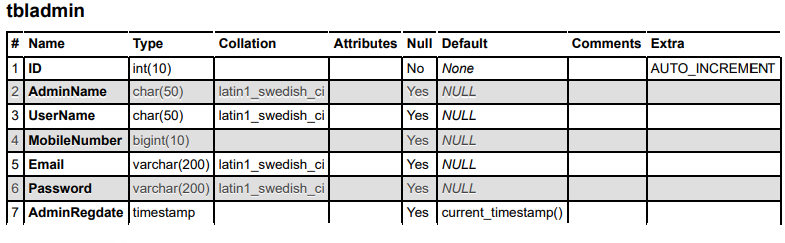 tbladmin
# Name Type Collation Attributes Null Default Comments Extra
1 ID int(10) No None AUTO_INCREMENT
2 AdminName char(50) latin1_swedish_ci Yes NULL
3 UserName char(50) latin1_swedish_ci Yes NULL
4 MobileNumber bigint(10) Yes NULL
5 Email varchar(200) latin1_swedish_ci Yes NULL
6 Password varchar(200) latin1_swedish_ci Yes NULL
7 AdminRegdate timestamp Yes current_timestamp()